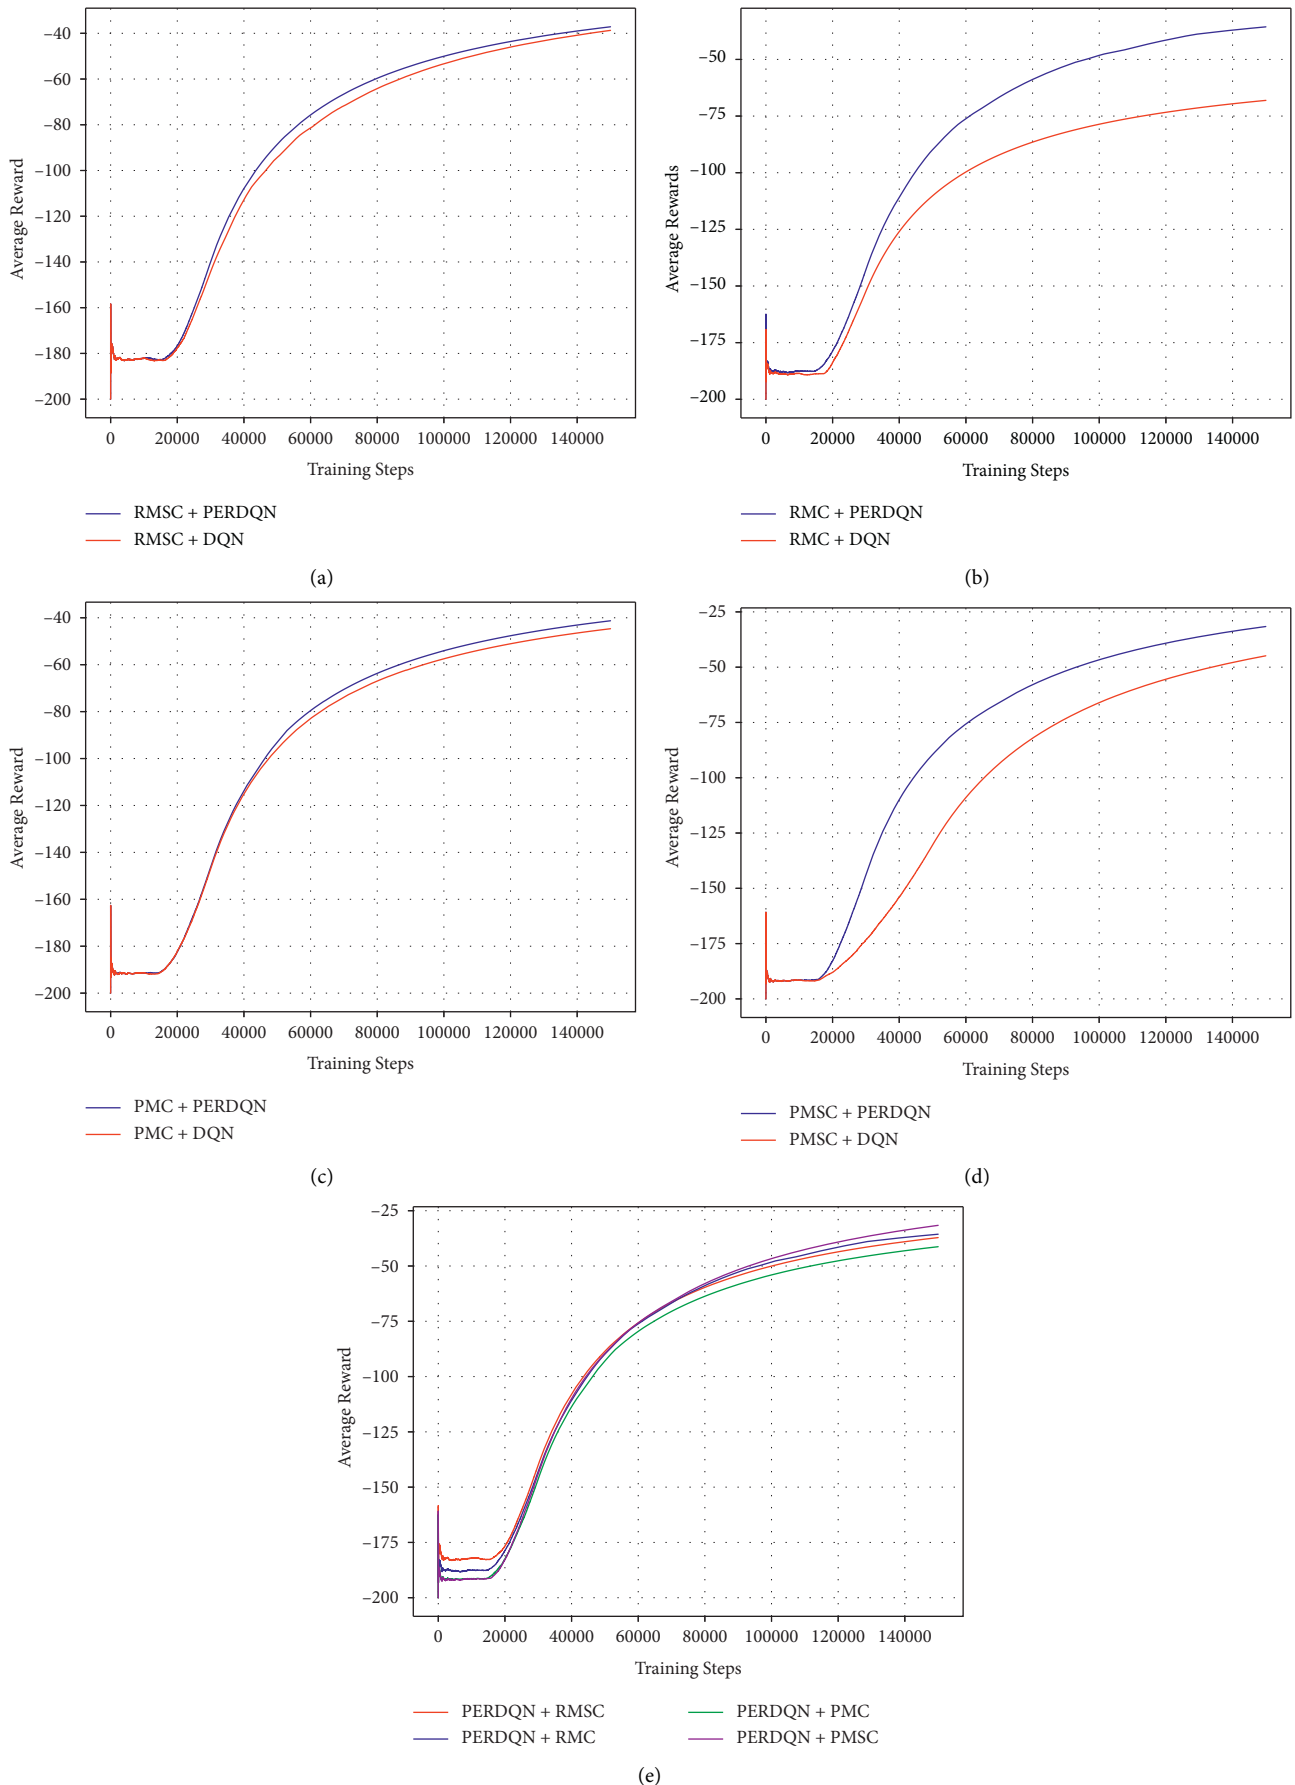 −40
−60
−80
−100
−120
−140
−160
−180
−200
Average Reward
0 20000 40000 60000 80000 100000 120000 140000
Training Steps
RMSC + PERDQN
RMSC + DQN
(a)
−50
−75
−100
−125
−150
−175
−200
Average Rewards
0 20000 40000 60000 80000 100000 120000 140000
Training Steps
RMC + PERDQN
RMC + DQN
(b)
−40
−60
−80
−100
−120
−140
−160
−180
−200
Average Reward
0 20000 40000 60000 80000 100000 120000 140000
Training Steps
PMC + PERDQN
PMC + DQN
(c)
−25
−50
−75
−100
−125
−150
−175
−200
Average Reward
0 20000 40000 60000 80000 100000 120000 140000
Training Steps
PMSC + PERDQN
PMSC + DQN
(d)
−25
−50
−75
−100
−125
−150
−175
−200
Average Reward
0 20000 40000 60000 80000 100000 120000 140000
Training Steps
PERDQN + RMSC
PERDQN + RMC
PERDQN + PMC
PERDQN + PMSC
(e)